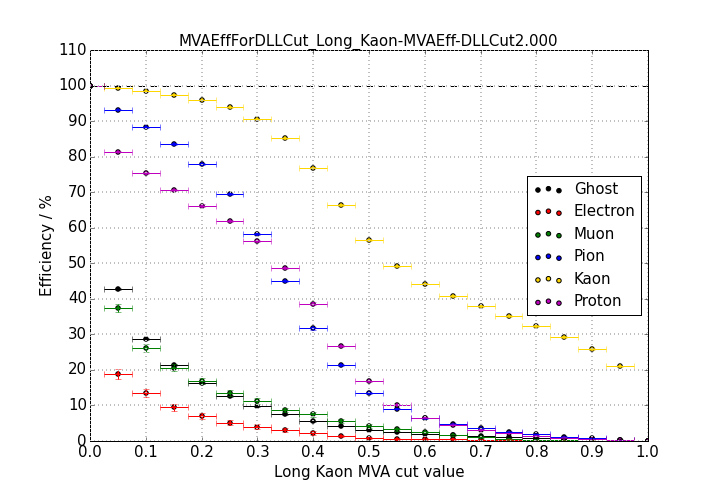 MVAEffForDLLCut_Long_Kaon-MVAEff-DLLCut2.000
110
100
90
80
70
60
50
40
30
20
10
0
Efficiency / %
Ghost
Electron
Muon
Pion
Kaon
Proton
0.0 0.1 0.2 0.3 0.4 0.5 0.6 0.7 0.8 0.9 1.0
Long Kaon MVA cut value